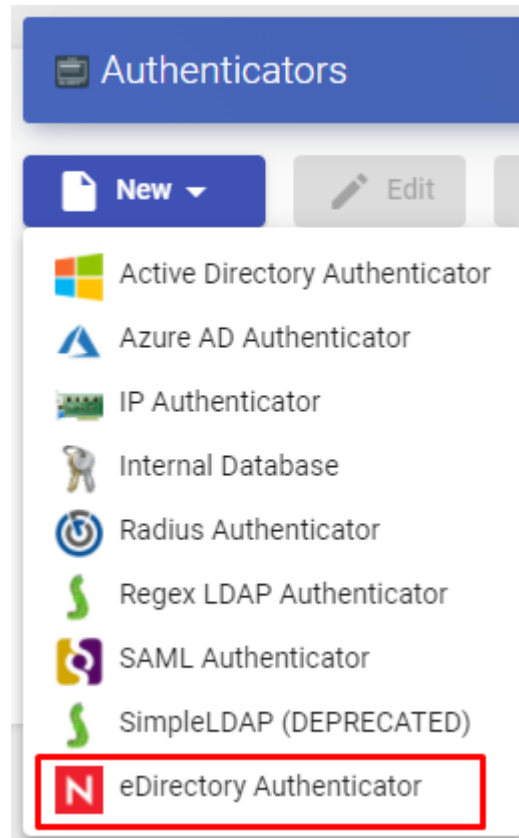 Authenticators
New
Edit
Active Directory Authenticator
Azure AD Authenticator
IP Authenticator
Internal Database
Radius Authenticator
Regex LDAP Authenticator
SAML Authenticator
SimpleLDAP (DEPRECATED)
N eDirectory Authenticator